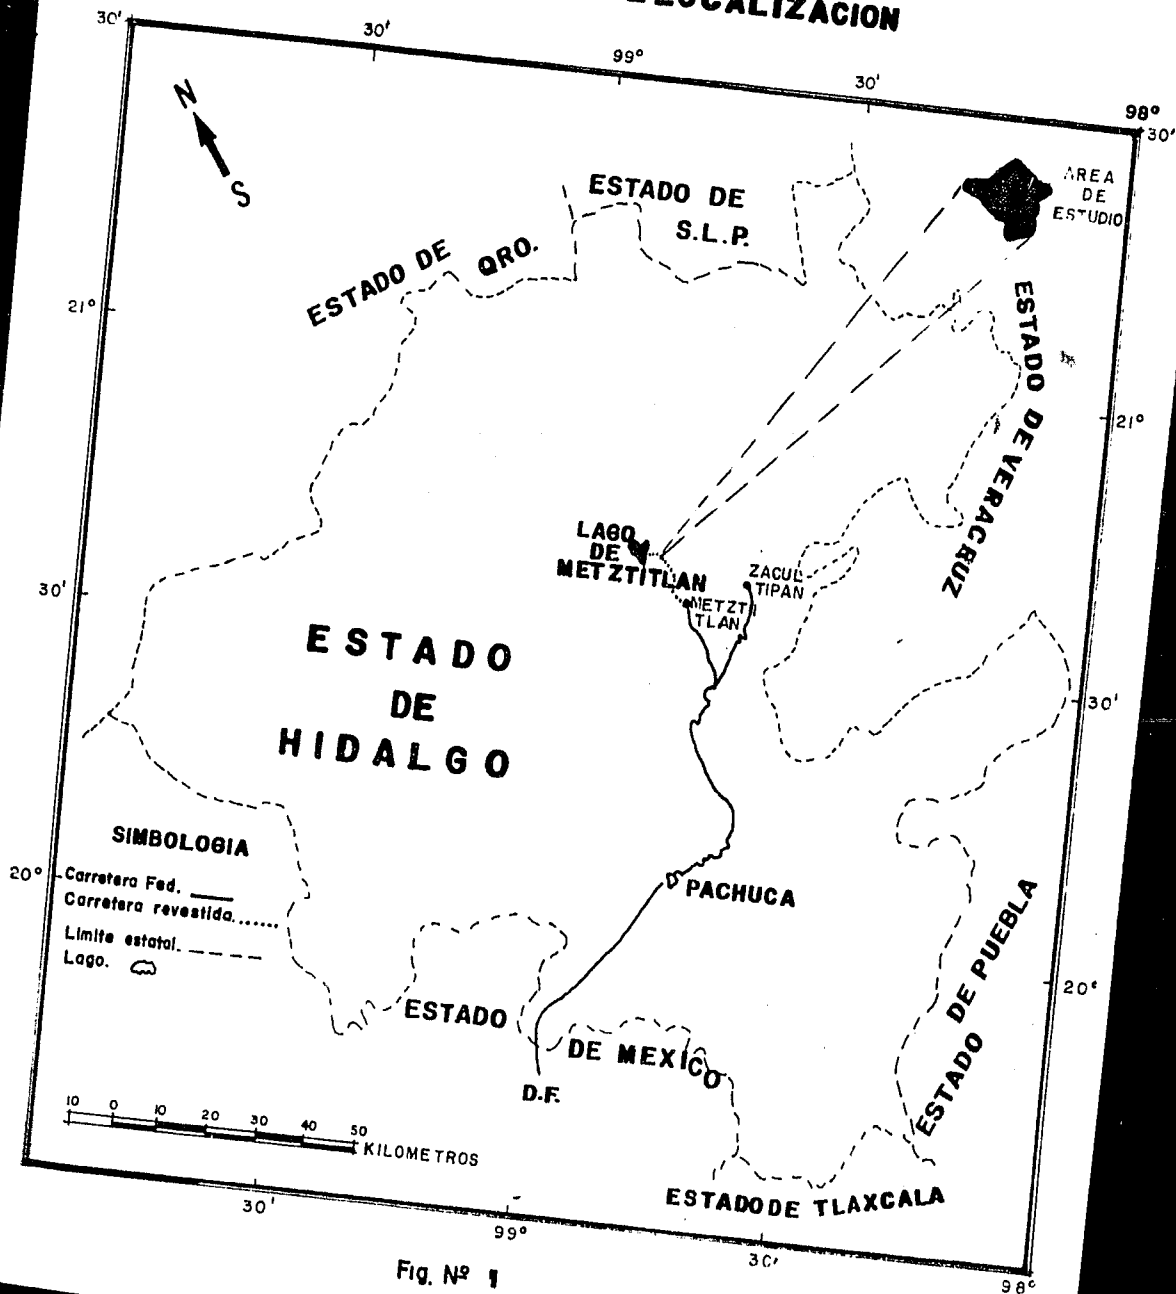 LOCALIZACION
30'
30'
99°
30'
98°
30'
N
S
AREA
DE
ESTUDIO
ESTADO DE
S.L.P.
ESTADO DE QRO.
21°
ESTADO DE VERACRUZ
21°
LAGO
DE
METZTITLAN
ZACUL
TIPAN
METZTI
TLAN
30'
30'
ESTADO
DE
HIDALGO
SIMBOLOGIA
Carretera Fed.
Carretera revestida
Limite estatal.
Lago.
20°
PACHUCA
20°
ESTADO DE PUEBLA
ESTADO DE MEXICO
D.F.
10 0 10 20 30 40 50
KILOMETROS
ESTADO DE TLAXCALA
30'
99°
30'
98°
Fig. Nº 1